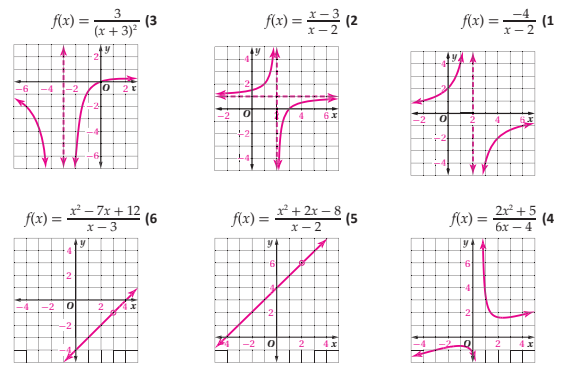 f(x) = −4 / (x − 2) (1
y
4
−2 O 2 4 6 x
−2
−4
f(x) = (x − 3) / (x − 2) (2
y
4
2
−2 O 4 6 x
−2
−4
f(x) = 3 / (x + 3)² (3
y
2
−6 −4 −2 O 2 x
−2
−4
−6
f(x) = (2x² + 5) / (6x − 4) (4
y
6
4
2
−4 −2 O 2 4 x
f(x) = (x² + 2x − 8) / (x − 2) (5
y
6
4
2
−4 −2 O 2 4 x
f(x) = (x² − 7x + 12) / (x − 3) (6
y
4
2
−4 −2 O 2 4 x
−2
−4